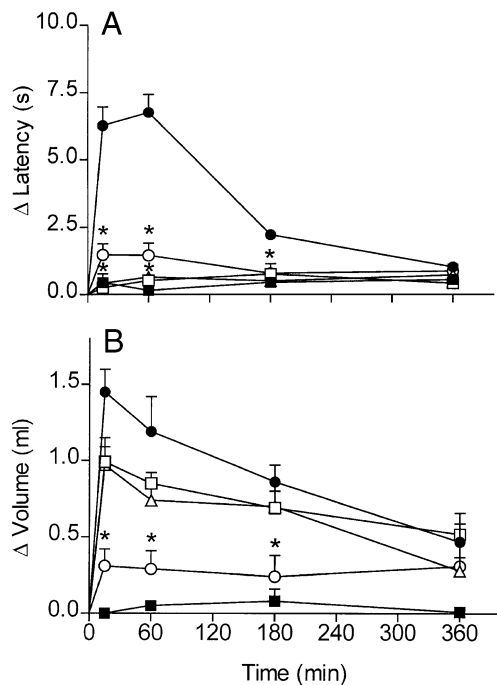 A
10.0
7.5
5.0
2.5
0.0
Δ Latency (s)
* * *
* *
B
1.5
1.0
0.5
0.0
Δ Volume (ml)
* * *
0 60 120 180 240 300 360
Time (min)